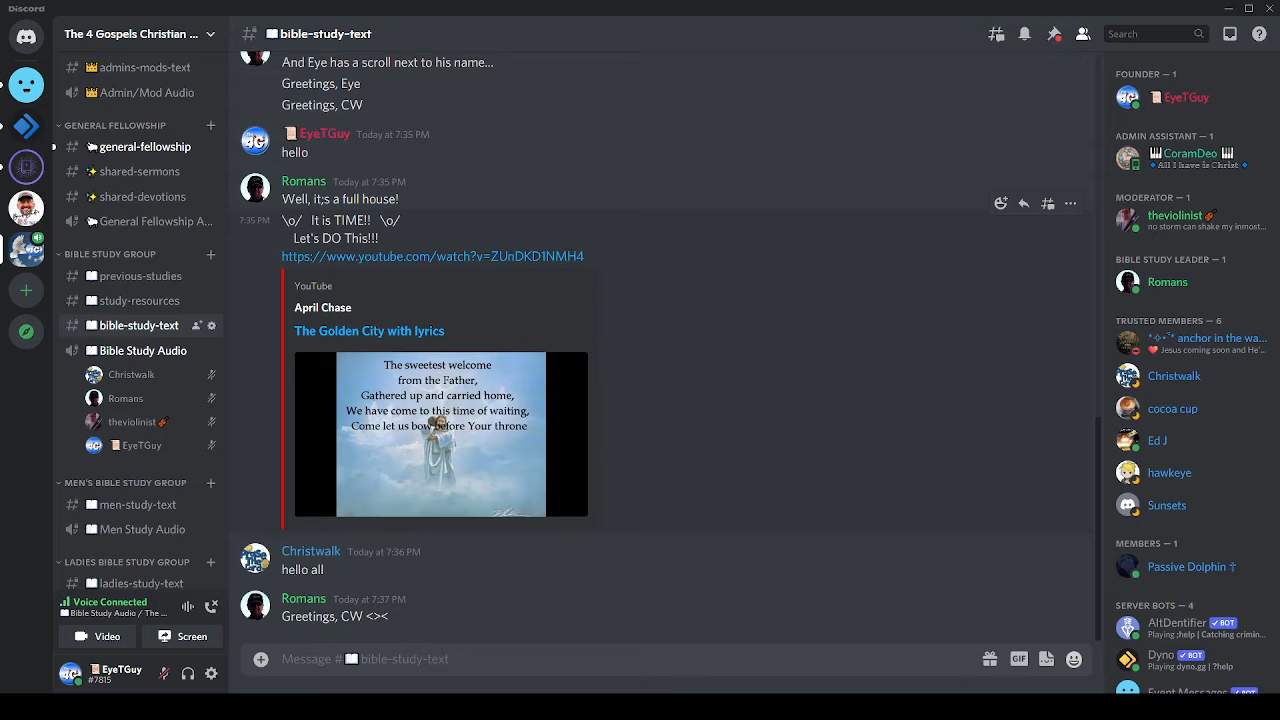 Discord
The 4 Gospels Christian ...
admins-mods-text
Admin/Mod Audio
GENERAL FELLOWSHIP
general-fellowship
shared-sermons
shared-devotions
General Fellowship A...
BIBLE STUDY GROUP
previous-studies
study-resources
bible-study-text
Bible Study Audio
Christwalk
Romans
theviolinist
EyeTGuy
MEN'S BIBLE STUDY GROUP
men-study-text
Men Study Audio
LADIES BIBLE STUDY GROUP
ladies-study-text
Voice Connected
Bible Study Audio / The ...
Video
Screen
EyeTGuy
#7815
bible-study-text
Search
And Eye has a scroll next to his name...
Greetings, Eye
Greetings, CW
EyeTGuy Today at 7:35 PM
hello
Romans Today at 7:35 PM
Well, it;s a full house!
7:35 PM \o/ It is TIME!! \o/
Let's DO This!!!
https://www.youtube.com/watch?v=ZUnDKD1NMH4
YouTube
April Chase
The Golden City with lyrics
The sweetest welcome
from the Father,
Gathered up and carried home,
We have come to this time of waiting,
Come let us bow before Your throne
Christwalk Today at 7:36 PM
hello all
Romans Today at 7:37 PM
Greetings, CW <><
Message #bible-study-text
GIF
FOUNDER — 1
EyeTGuy
ADMIN ASSISTANT — 1
CoramDeo
All I have is Christ
MODERATOR — 1
theviolinist
no storm can shake my inmost...
BIBLE STUDY LEADER — 1
Romans
TRUSTED MEMBERS — 6
anchor in the wa...
Jesus coming soon and He'...
Christwalk
cocoa cup
Ed J
hawkeye
Sunsets
MEMBERS — 1
Passive Dolphin †
SERVER BOTS — 4
AltDentifier BOT
Playing ;help | Catching crimin...
Dyno BOT
Playing dyno.gg | ?help
Event Messages BOT